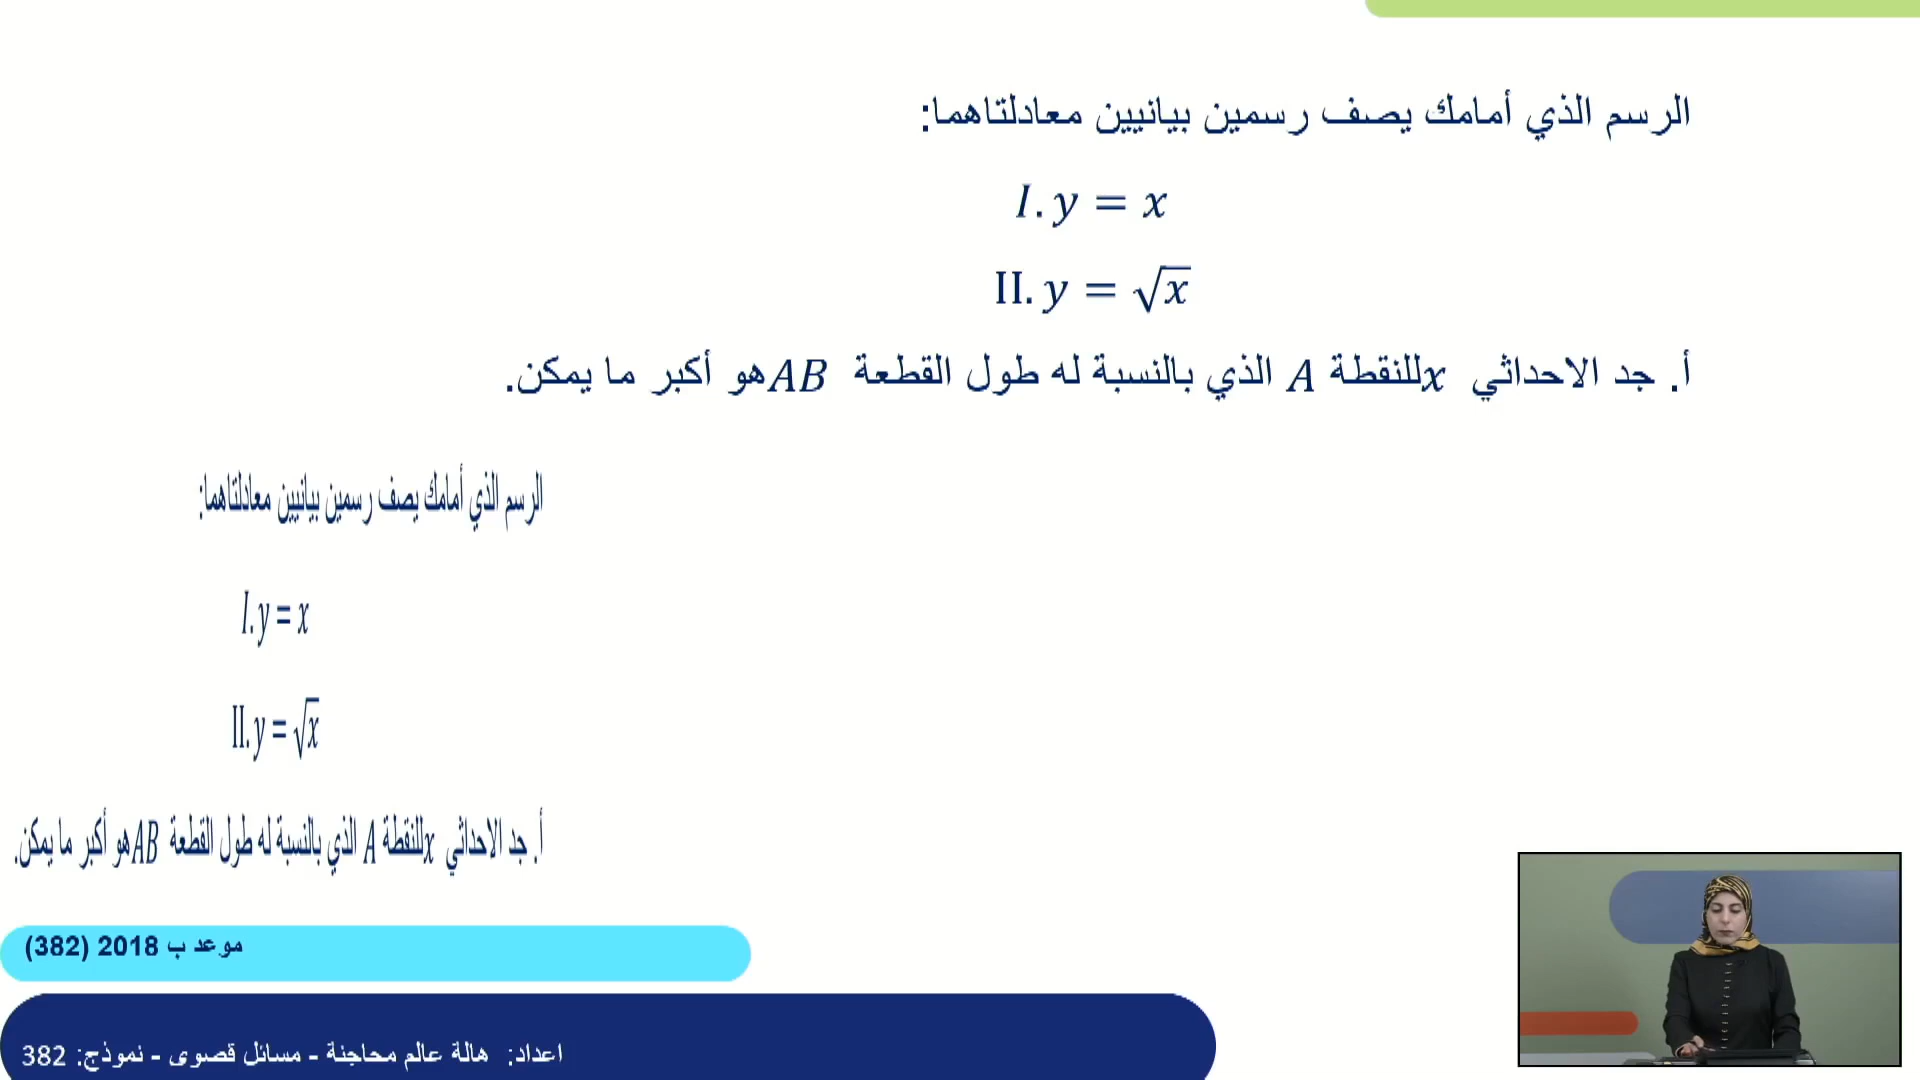 الرسم الذي أمامك يصف رسمين بيانيين معادلتاهما:
I. y = x
II. y = √x
أ. جد الاحداثي x للنقطة A الذي بالنسبة له طول القطعة AB هو أكبر ما يمكن.
الرسم الذي أمامك يصف رسمين بيانيين معادلتاهما:
I. y = x
II. y = √x
أ. جد الاحداثي x للنقطة A الذي بالنسبة له طول القطعة AB هو أكبر ما يمكن.
موعد ب 2018 (382)
اعداد: هالة عالم محاجنة - مسائل قصوى - نموذج: 382